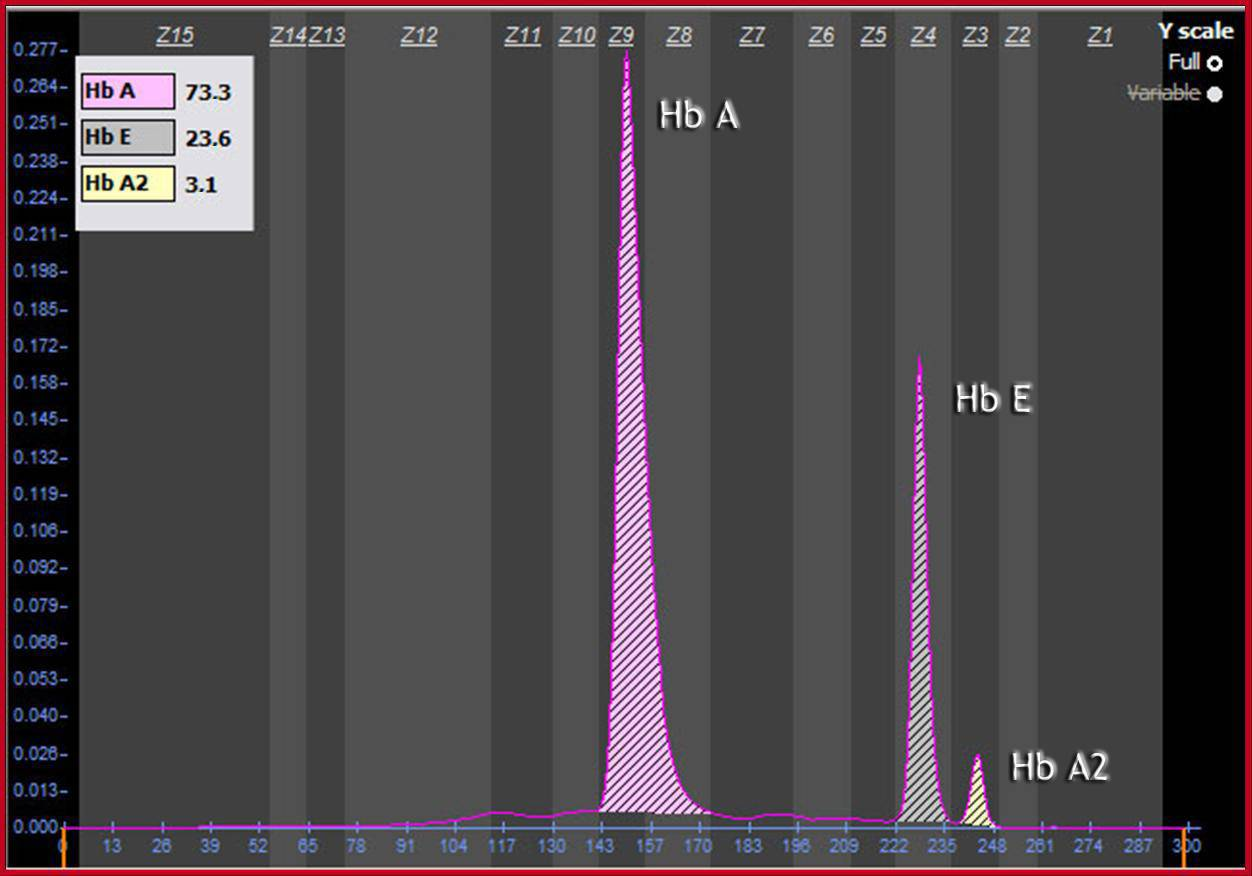 Z15 Z14 Z13 Z12 Z11 Z10 Z9 Z8 Z7 Z6 Z5 Z4 Z3 Z2 Z1
Y scale
Full
Variable
Hb A 73.3
Hb E 23.6
Hb A2 3.1
Hb A
Hb E
Hb A2
0.277
0.264
0.251
0.238
0.224
0.211
0.198
0.185
0.172
0.158
0.145
0.132
0.119
0.106
0.092
0.079
0.066
0.053
0.040
0.026
0.013
0.000
0 13 26 39 52 65 78 91 104 117 130 143 157 170 183 196 209 222 235 248 261 274 287 300